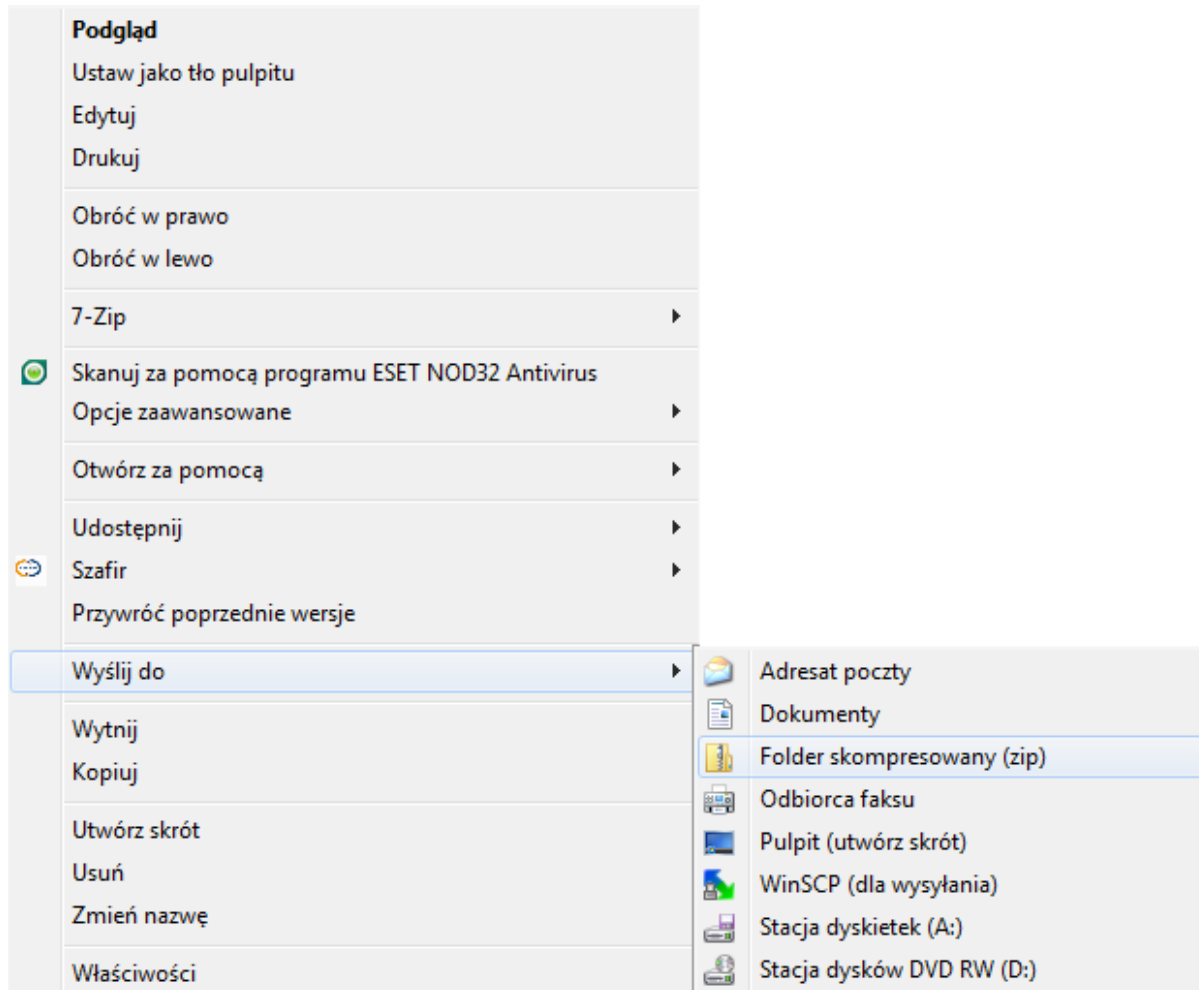 Podgląd
Ustaw jako tło pulpitu
Edytuj
Drukuj
Obróć w prawo
Obróć w lewo
7-Zip
Skanuj za pomocą programu ESET NOD32 Antivirus
Opcje zaawansowane
Otwórz za pomocą
Udostępnij
Szafir
Przywróć poprzednie wersje
Wyślij do
Wytnij
Kopiuj
Utwórz skrót
Usuń
Zmień nazwę
Właściwości
Adresat poczty
Dokumenty
Folder skompresowany (zip)
Odbiorca faksu
Pulpit (utwórz skrót)
WinSCP (dla wysyłania)
Stacja dyskietek (A:)
Stacja dysków DVD RW (D:)